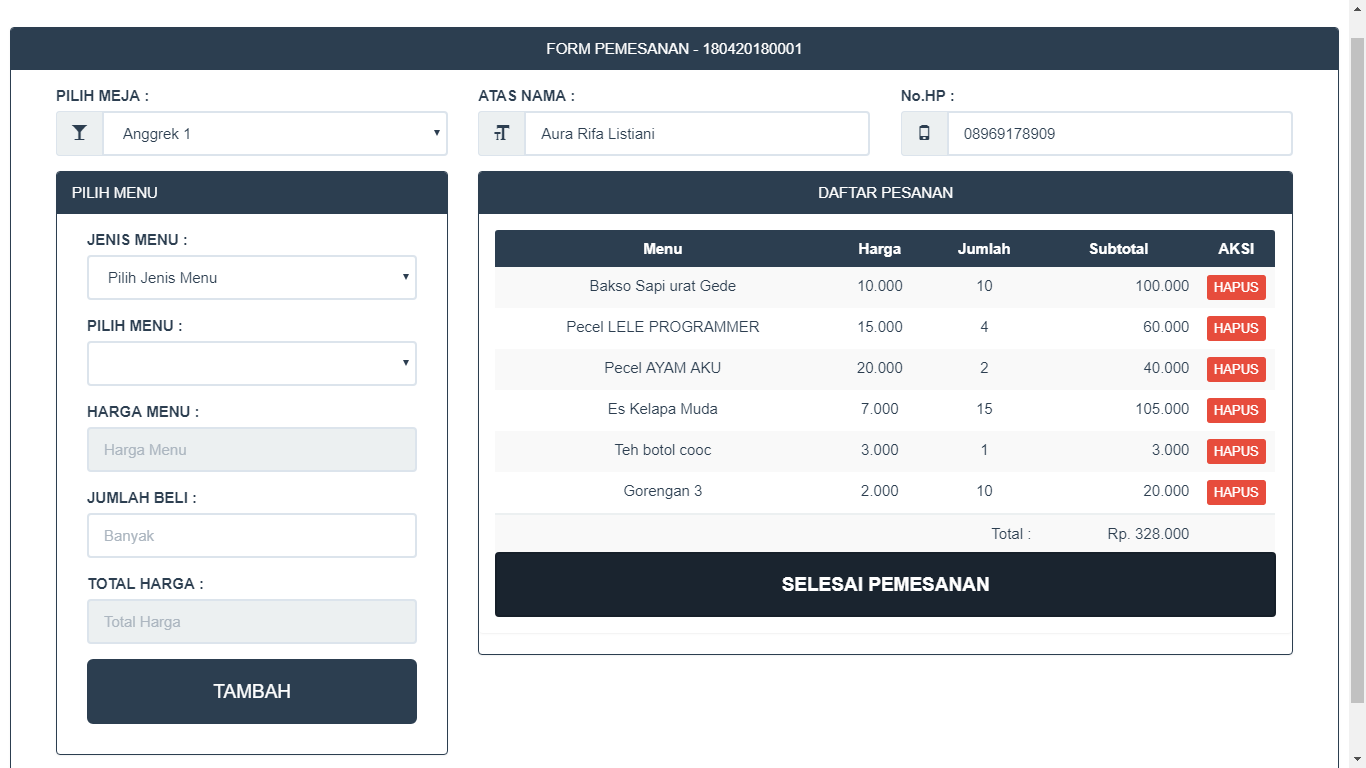 FORM PEMESANAN - 180420180001
PILIH MEJA :
ATAS NAMA :
No.HP :
Anggrek 1
Aura Rifa Listiani
08969178909
PILIH MENU
JENIS MENU :
Pilih Jenis Menu
PILIH MENU :
HARGA MENU :
Harga Menu
JUMLAH BELI :
Banyak
TOTAL HARGA :
Total Harga
TAMBAH
DAFTAR PESANAN
Menu Harga Jumlah Subtotal AKSI
Bakso Sapi urat Gede 10.000 10 100.000 HAPUS
Pecel LELE PROGRAMMER 15.000 4 60.000 HAPUS
Pecel AYAM AKU 20.000 2 40.000 HAPUS
Es Kelapa Muda 7.000 15 105.000 HAPUS
Teh botol cooc 3.000 1 3.000 HAPUS
Gorengan 3 2.000 10 20.000 HAPUS
Total : Rp. 328.000
SELESAI PEMESANAN